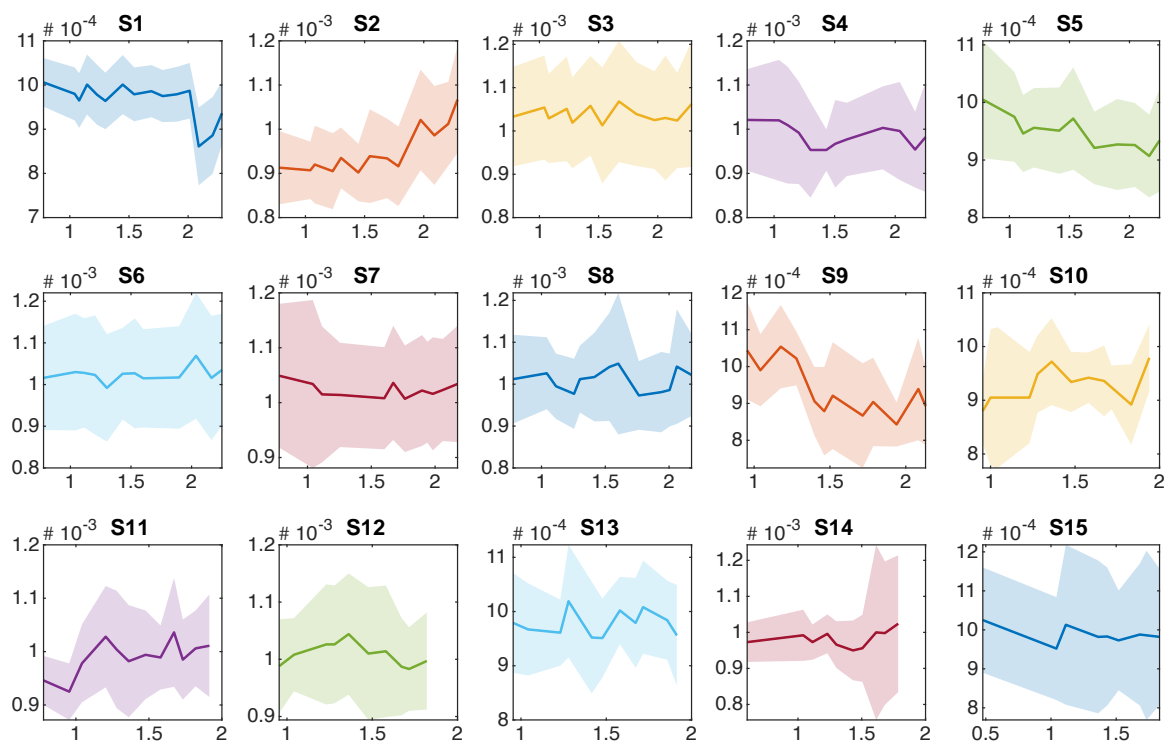 # 10-4 S1 # 10-3 S2 # 10-3 S3 # 10-3 S4 # 10-4 S5
11 1.2 1.2 1.2 11
10 1.1 1.1 1.1 10
9 1 1 1 9
8 0.9 0.9 0.9
7 0.8 0.8 0.8 8
1 1.5 2 1 1.5 2 1 1.5 2 1 1.5 2 1 1.5 2
# 10-3 S6 # 10-3 S7 # 10-3 S8 # 10-4 S9 # 10-4 S10
1.2 1.2 1.2 12 11
1.1 1.1 1.1 11 10
1 1 1 10 9
0.9 0.9 0.9 9 8
0.8 0.8 8
1 1.5 2 1 1.5 2 1 1.5 2 1 1.5 2 1 1.5 2
# 10-3 S11 # 10-3 S12 # 10-4 S13 # 10-3 S14 # 10-4 S15
1.2 1.2 11 1.2 12
1.1 1.1 10 1.1 11
1 1 9 1 10
0.9 0.9 8 0.9 9
0.8 8
1 1.5 2 1 1.5 2 1 1.5 2 1 1.5 2 0.5 1 1.5